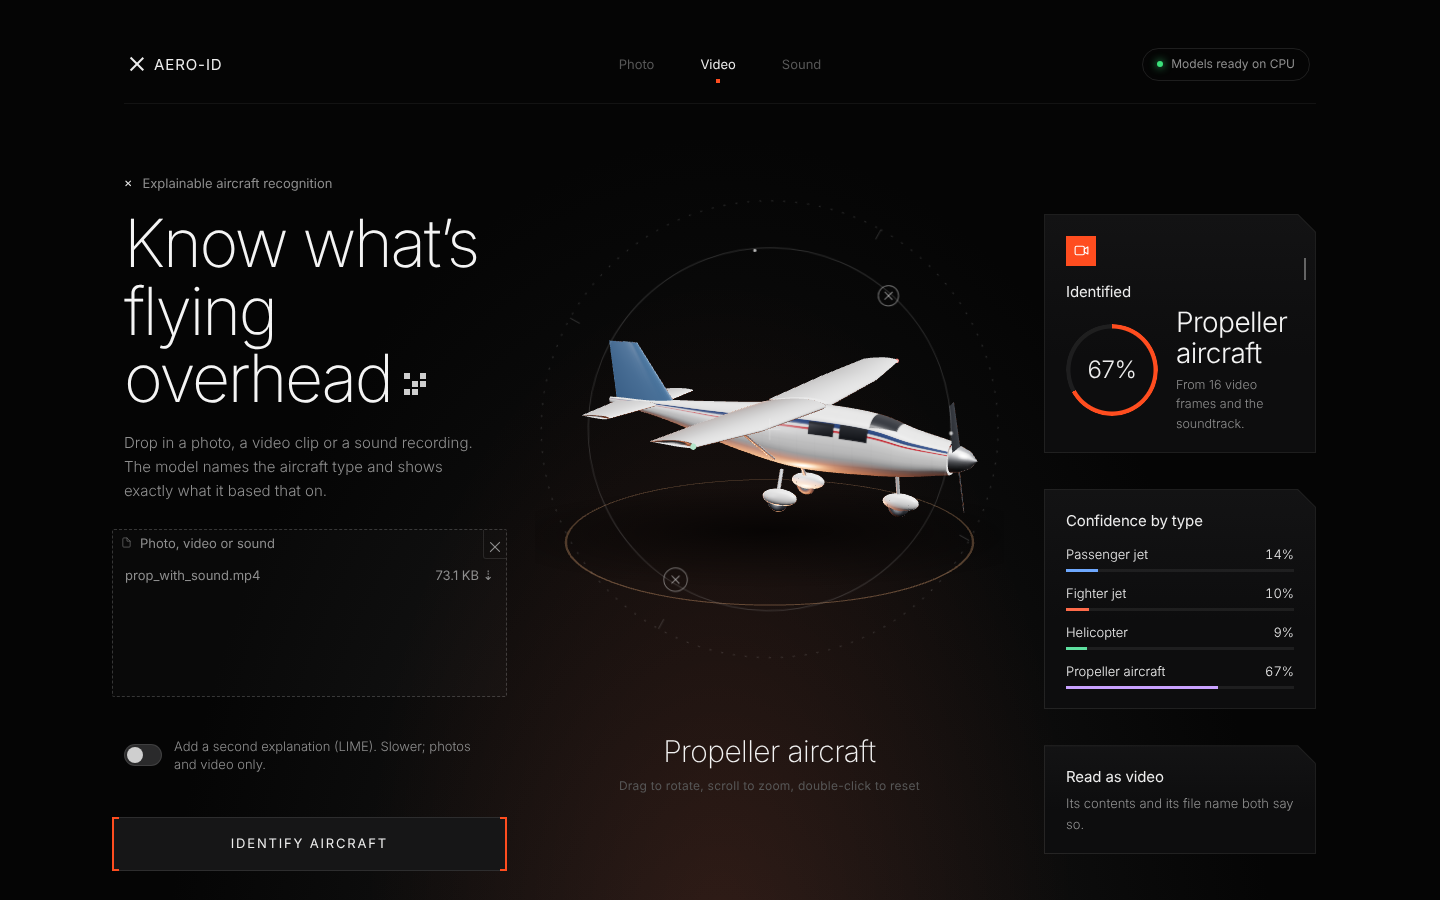 AERO-ID
Photo
Video
Sound
Models ready on CPU
Explainable aircraft recognition
Know what’s
flying
overhead
Drop in a photo, a video clip or a sound recording.
The model names the aircraft type and shows
exactly what it based that on.
Photo, video or sound
prop_with_sound.mp4
73.1 KB ⇣
Add a second explanation (LIME). Slower; photos
and video only.
IDENTIFY AIRCRAFT
Propeller aircraft
Drag to rotate, scroll to zoom, double-click to reset
Identified
67%
Propeller
aircraft
From 16 video
frames and the
soundtrack.
Confidence by type
Passenger jet 14%
Fighter jet 10%
Helicopter 9%
Propeller aircraft 67%
Read as video
Its contents and its file name both say
so.